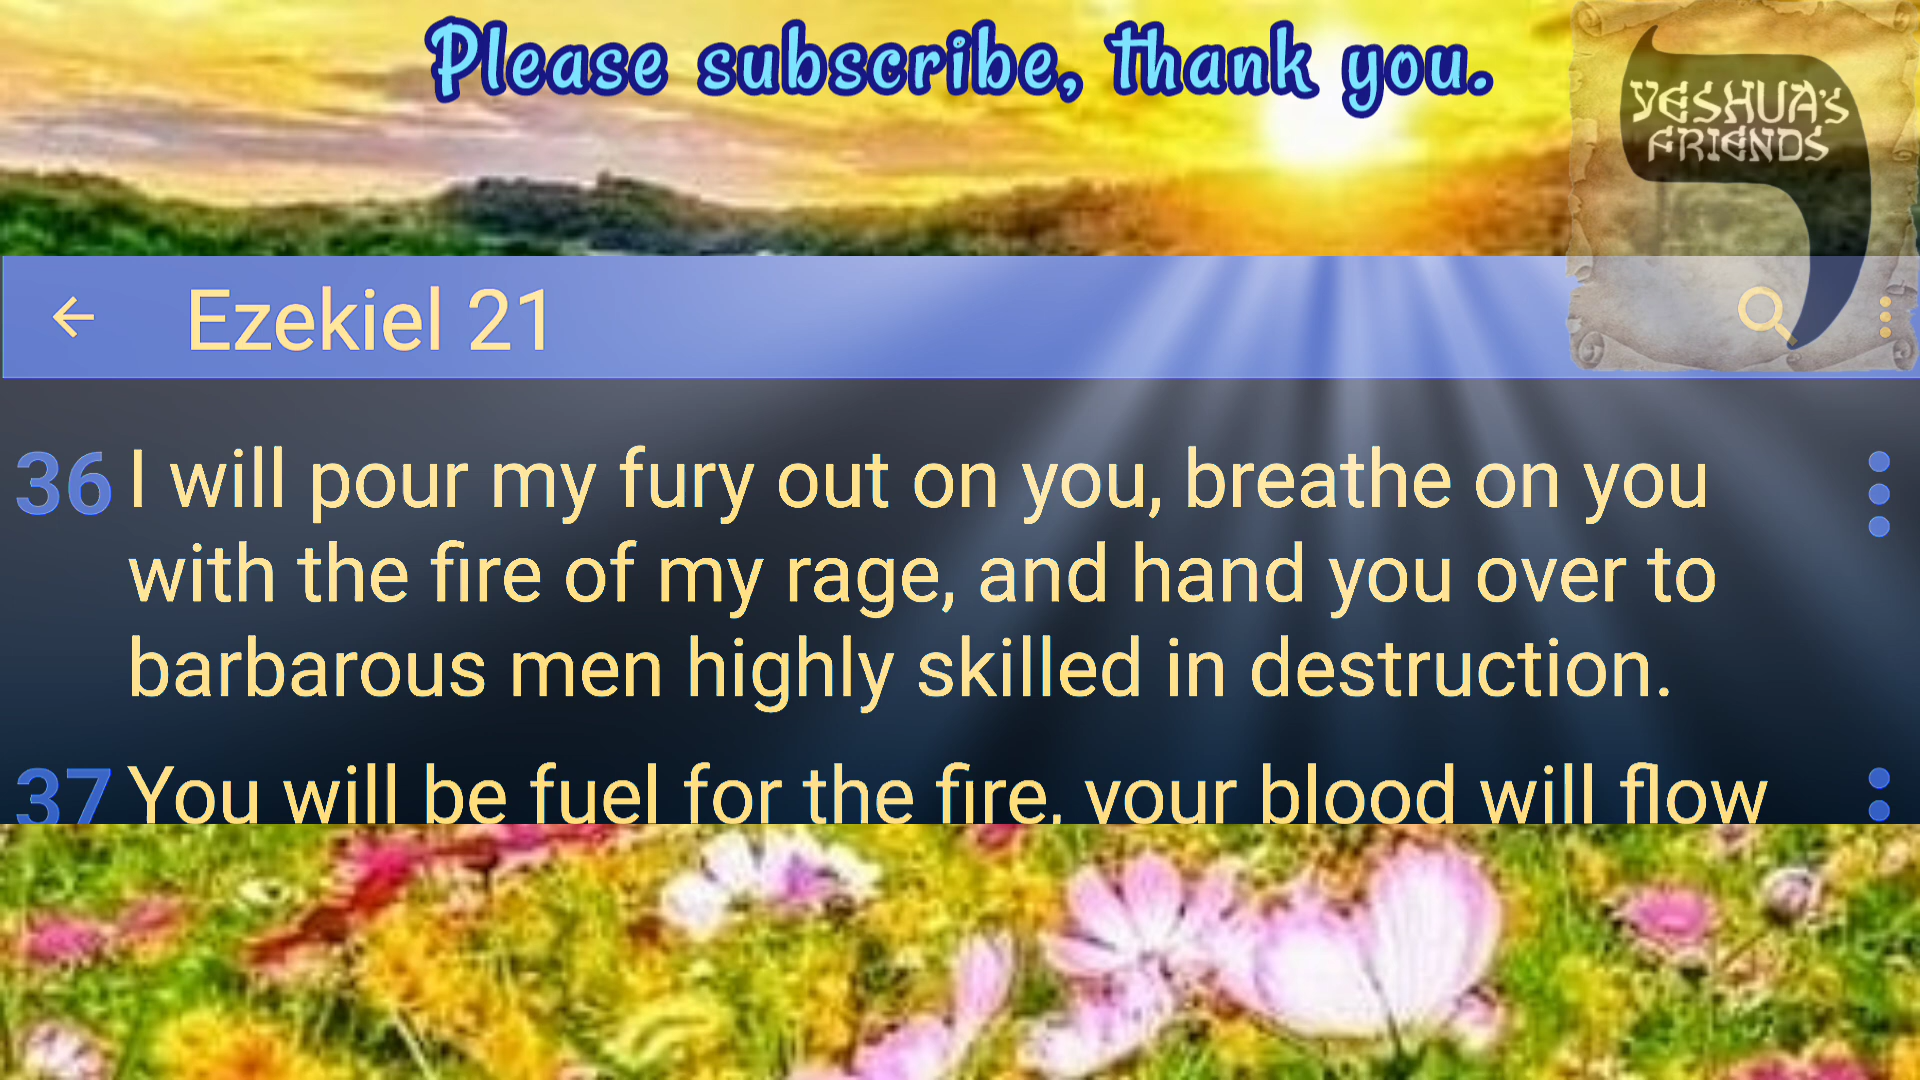 Please subscribe, thank you.
YESHUA'S
FRIENDS
Ezekiel 21
36 I will pour my fury out on you, breathe on you
with the fire of my rage, and hand you over to
barbarous men highly skilled in destruction.
37 You will be fuel for the fire, your blood will flow